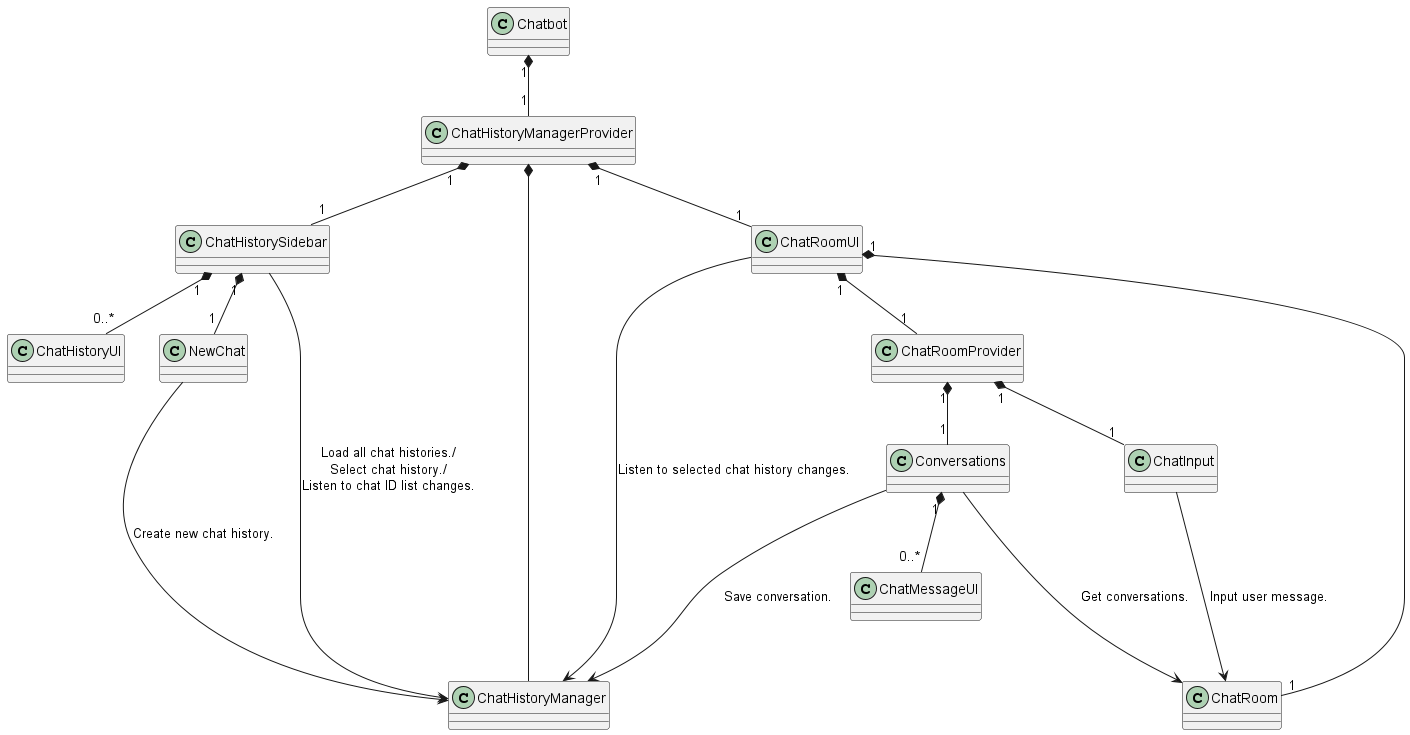 C Chatbot
1
1
C ChatHistoryManagerProvider
1
1
1
1
C ChatHistorySidebar
C ChatRoomUI
1
1
1
1
0..*
1
1
C ChatHistoryUI
C NewChat
C ChatRoomProvider
1
1
1
1
Load all chat histories./
Select chat history./
Listen to chat ID list changes.
Listen to selected chat history changes.
C Conversations
C ChatInput
1
Create new chat history.
0..*
C ChatMessageUI
Save conversation.
Get conversations.
Input user message.
C ChatHistoryManager
C ChatRoom
1